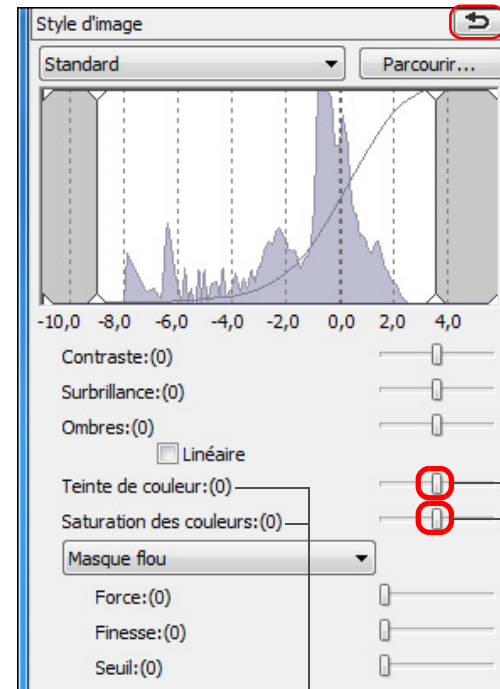 Style d'image
Standard
Parcourir...
-10,0 -8,0 -6,0 -4,0 -2,0 0,0 2,0 4,0
Contraste:(0)
Surbrillance:(0)
Ombres:(0)
Linéaire
Teinte de couleur:(0)
Saturation des couleurs:(0)
Masque flou
Force:(0)
Finesse:(0)
Seuil:(0)